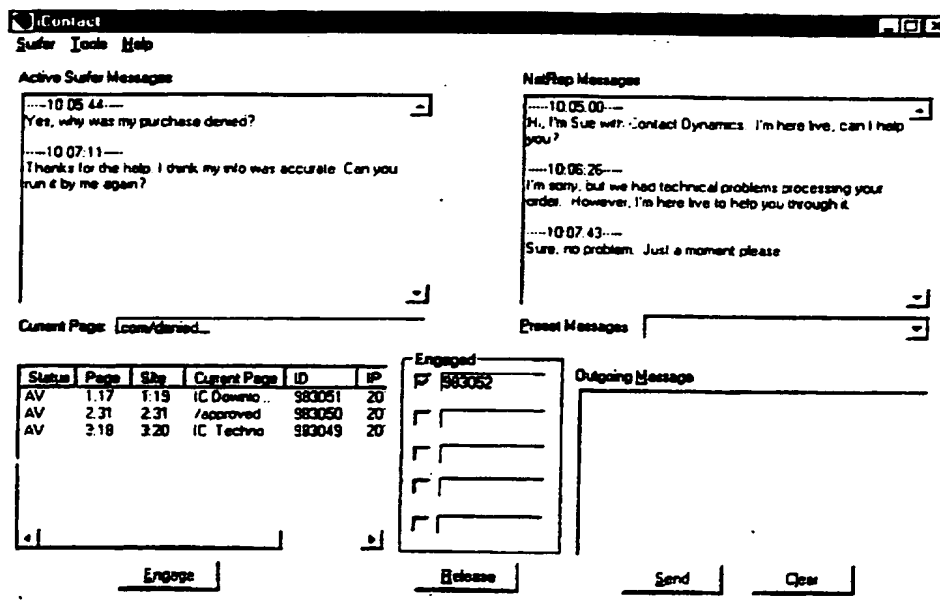 iContact
Surfer Tools Help
Active Surfer Messages
-----10:05:44----
Yes, why was my purchase denied?
-----10:07:11----
Thanks for the help. I think my info was accurate. Can you
run it by me again?
NetRep Messages
-----10:05:00----
Hi, I'm Sue with Contact Dynamics. I'm here live, can I help
you?
-----10:06:26----
I'm sorry, but we had technical problems processing your
order. However, I'm here live to help you through it.
-----10:07:43----
Sure, no problem. Just a moment please
Current Page: .com/denied...
Preset Messages
Status Page Site Current Page ID IP
AV 1:17 1:19 IC Downlo... 983051 20
AV 2:31 2:31 /approved 983050 20
AV 3:18 3:20 IC Techno 983049 20
Engaged
983052
Outgoing Message
Engage
Release
Send
Clear